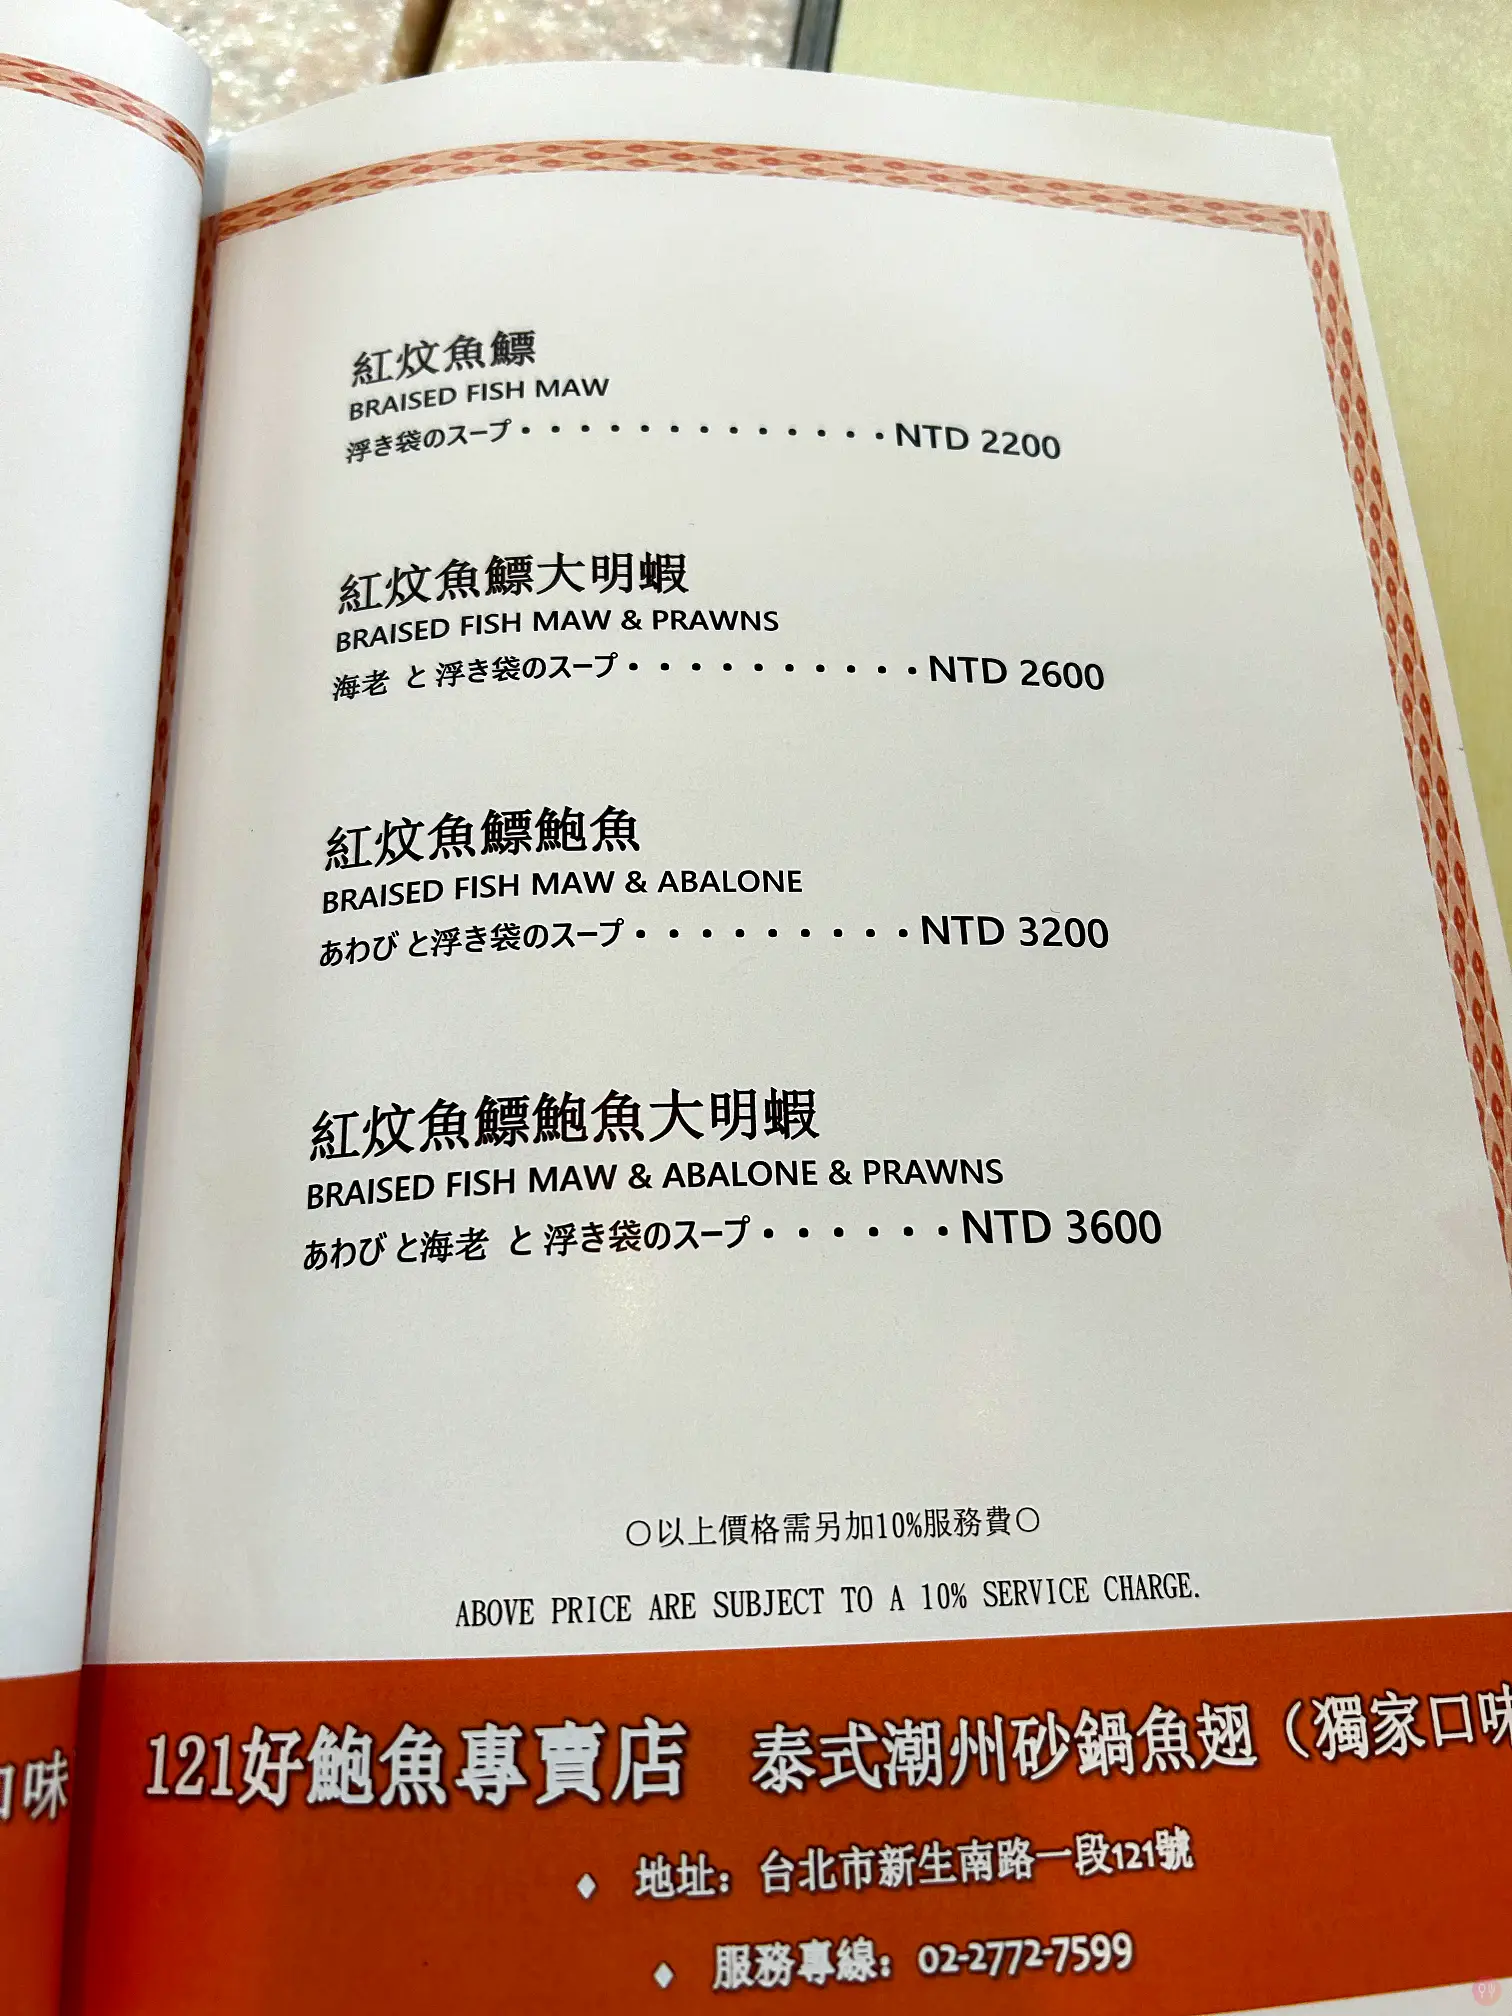 紅炆魚鰾
BRAISED FISH MAW
浮き袋のスープ・・・・・・・・・・・・・NTD 2200
紅炆魚鰾大明蝦
BRAISED FISH MAW & PRAWNS
海老 と 浮き袋のスープ・・・・・・・・・・NTD 2600
紅炆魚鰾鮑魚
BRAISED FISH MAW & ABALONE
あわび と浮き袋のスープ・・・・・・・・・NTD 3200
紅炆魚鰾鮑魚大明蝦
BRAISED FISH MAW & ABALONE & PRAWNS
あわび と海老 と 浮き袋のスープ・・・・・・NTD 3600
○以上價格需另加10%服務費○
ABOVE PRICE ARE SUBJECT TO A 10% SERVICE CHARGE.
口味
121好鮑魚專賣店 泰式潮州砂鍋魚翅（獨家口味
♦ 地址：台北市新生南路一段121號
♦ 服務專線：02-2772-7599